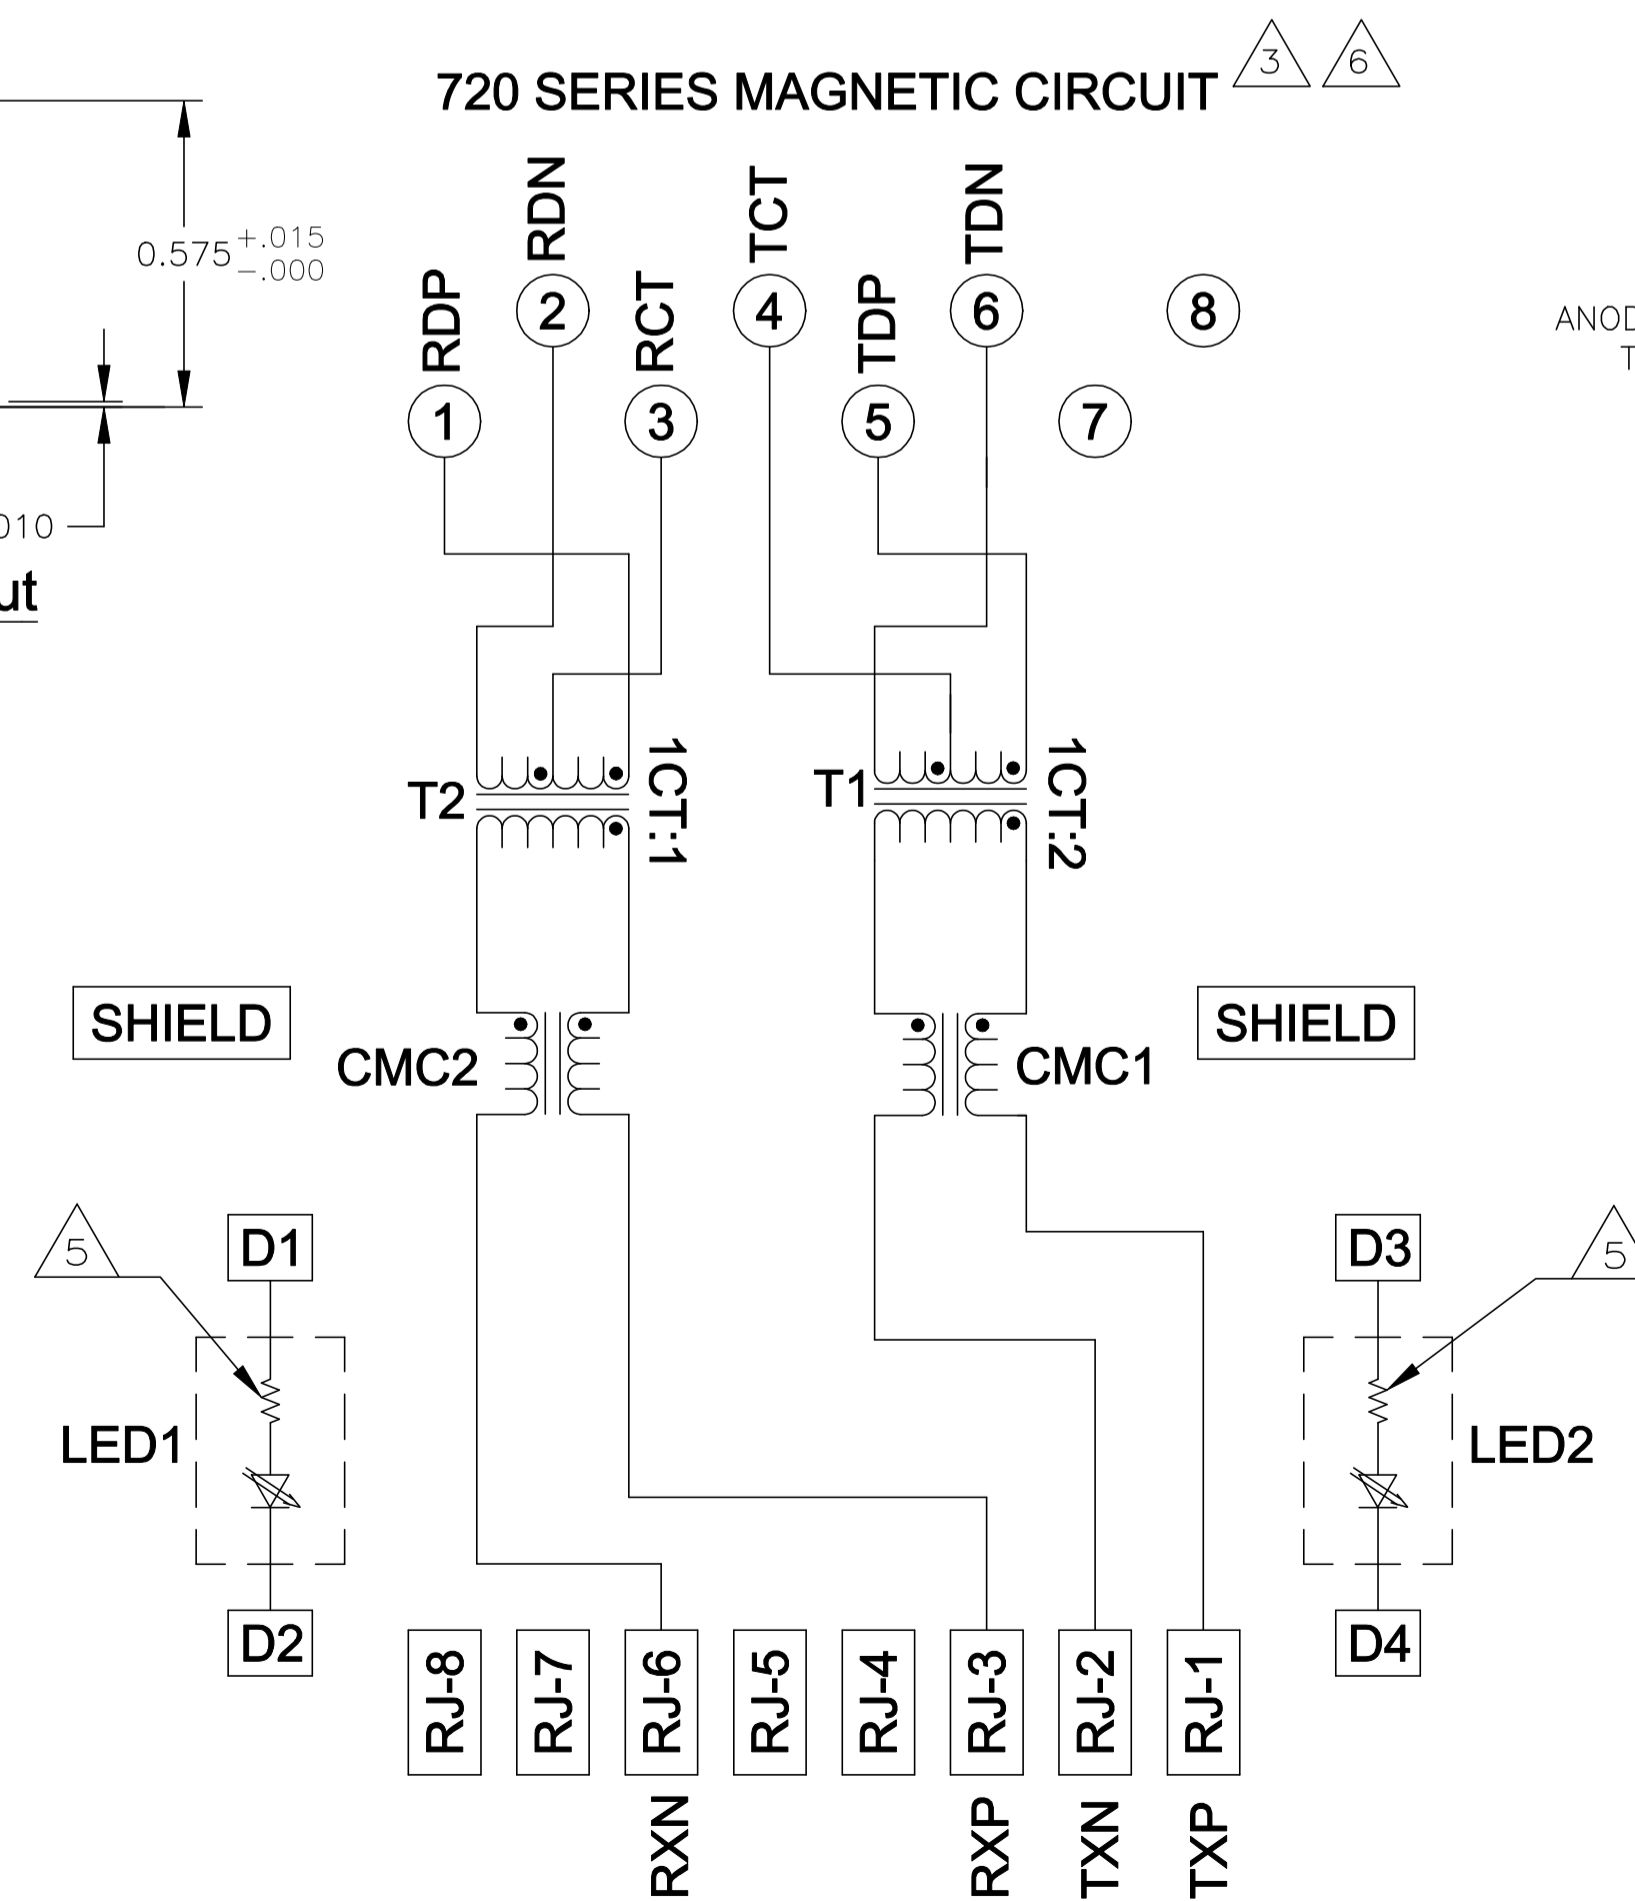 720 SERIES MAGNETIC CIRCUIT
3
6
0.575
+.015
-.000
RDP
RDN
RCT
TCT
TDP
TDN
1
2
3
4
5
6
7
8
T
010
ut
T2
1CT:1
T1
1CT:2
SHIELD
CMC2
CMC1
SHIELD
5
D1
LED1
D2
D3
5
LED2
D4
RJ-8
RJ-7
RJ-6
RJ-5
RJ-4
RJ-3
RJ-2
RJ-1
RXN
RXP
TXN
TXP